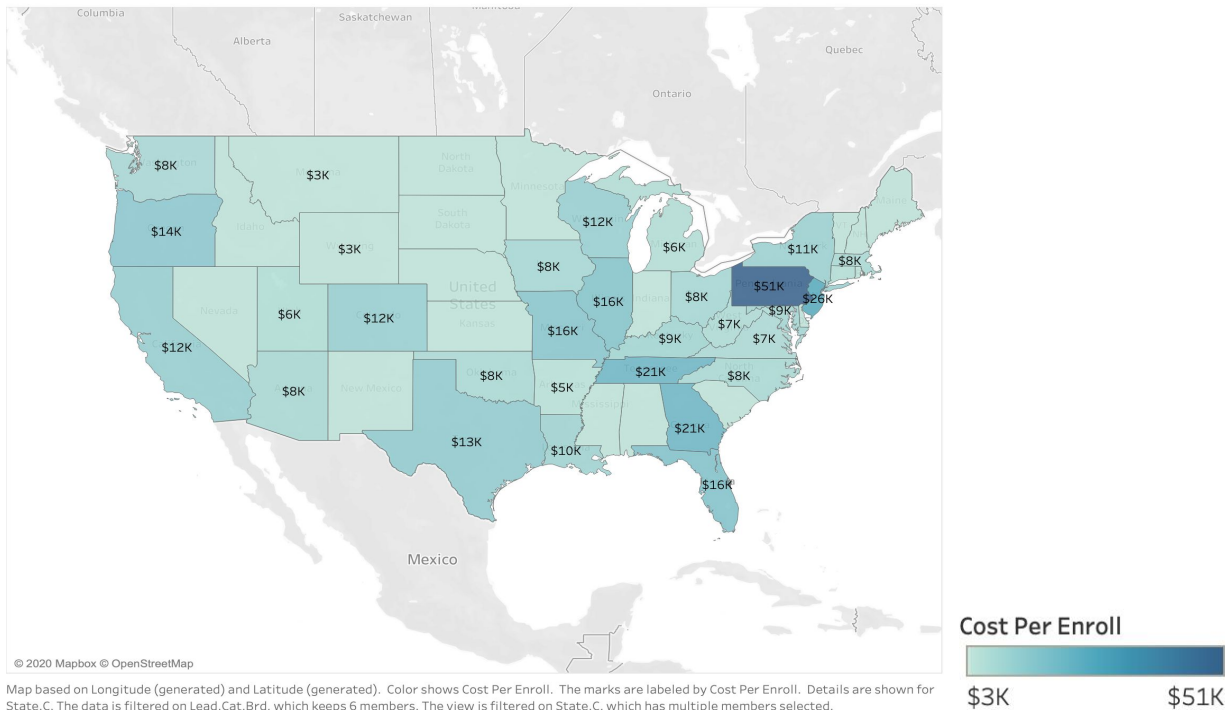 Columbia
Saskatchewan
Manitoba
Alberta
Quebec
Ontario
$8K
$3K
North
Dakota
Minnesota
Maine
$14K
Idaho
South
Dakota
$12K
$11K
$3K
Wyoming
$6K
$8K
$8K
United
States
$51K
$26K
Nevada
$6K
$12K
$16K
Indiana
$8K
$9K
Kansas
$16K
$7K
$9K
$7K
$12K
$8K
New Mexico
$8K
$5K
$21K
$8K
Mississippi
$13K
$10K
$21K
$16K
Mexico
© 2020 Mapbox © OpenStreetMap
Cost Per Enroll
$3K
$51K
Map based on Longitude (generated) and Latitude (generated). Color shows Cost Per Enroll. The marks are labeled by Cost Per Enroll. Details are shown for
State.C. The data is filtered on Lead.Cat.Brd, which keeps 6 members. The view is filtered on State.C, which has multiple members selected.